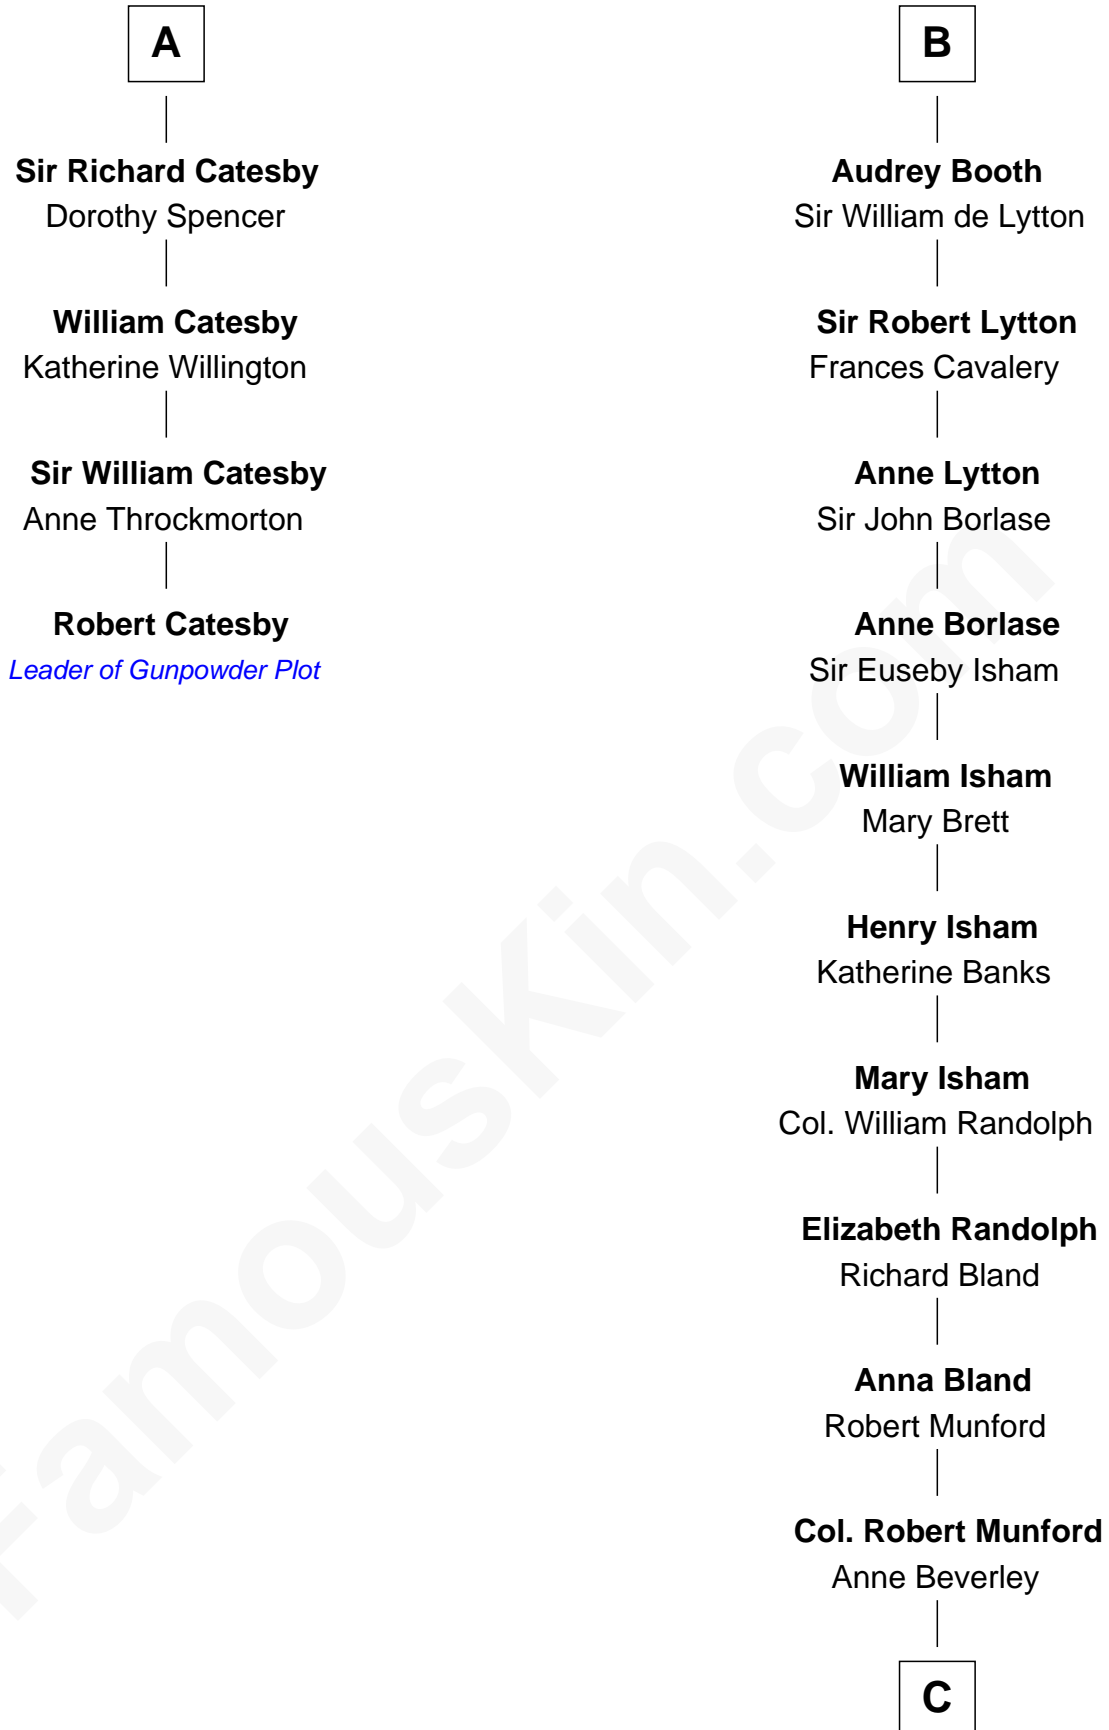 A
Sir Richard Catesby
Dorothy Spencer
William Catesby
Katherine Willington
Sir William Catesby
Anne Throckmorton
Robert Catesby
Leader of Gunpowder Plot
B
Audrey Booth
Sir William de Lytton
Sir Robert Lytton
Frances Cavalery
Anne Lytton
Sir John Borlase
Anne Borlase
Sir Euseby Isham
William Isham
Mary Brett
Henry Isham
Katherine Banks
Mary Isham
Col. William Randolph
Elizabeth Randolph
Richard Bland
Anna Bland
Robert Munford
Col. Robert Munford
Anne Beverley
C
FamousKin.com